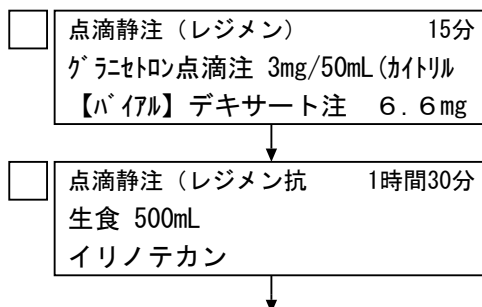 点滴静注（レジメン） 15分
グラニセトロン点滴注 3mg/50mL(カイトリル
【バイアル】デキサート注 ６.６mg
点滴静注（レジメン抗 1時間30分
生食 500mL
イリノテカン